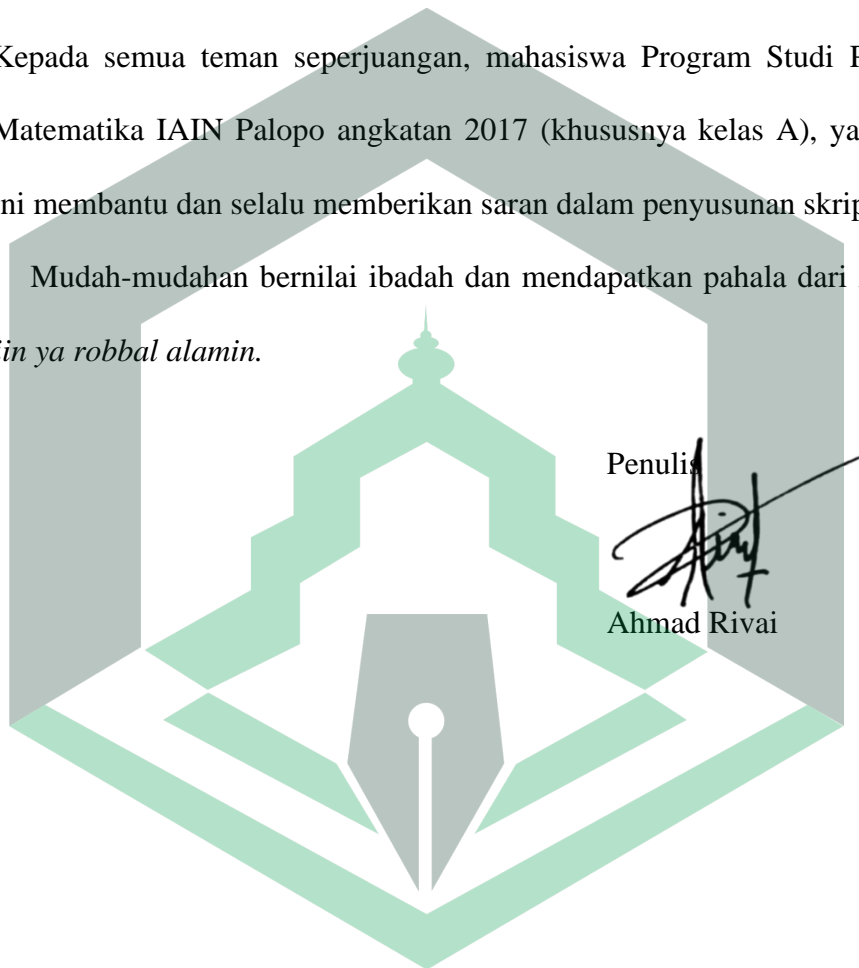 Kepada semua teman seperjuangan, mahasiswa Program Studi P
Matematika IAIN Palopo angkatan 2017 (khususnya kelas A), ya
ni membantu dan selalu memberikan saran dalam penyusunan skrip
Mudah-mudahan bernilai ibadah dan mendapatkan pahala dari
in ya robbal alamin.
Penulis
Ahmad Rivai